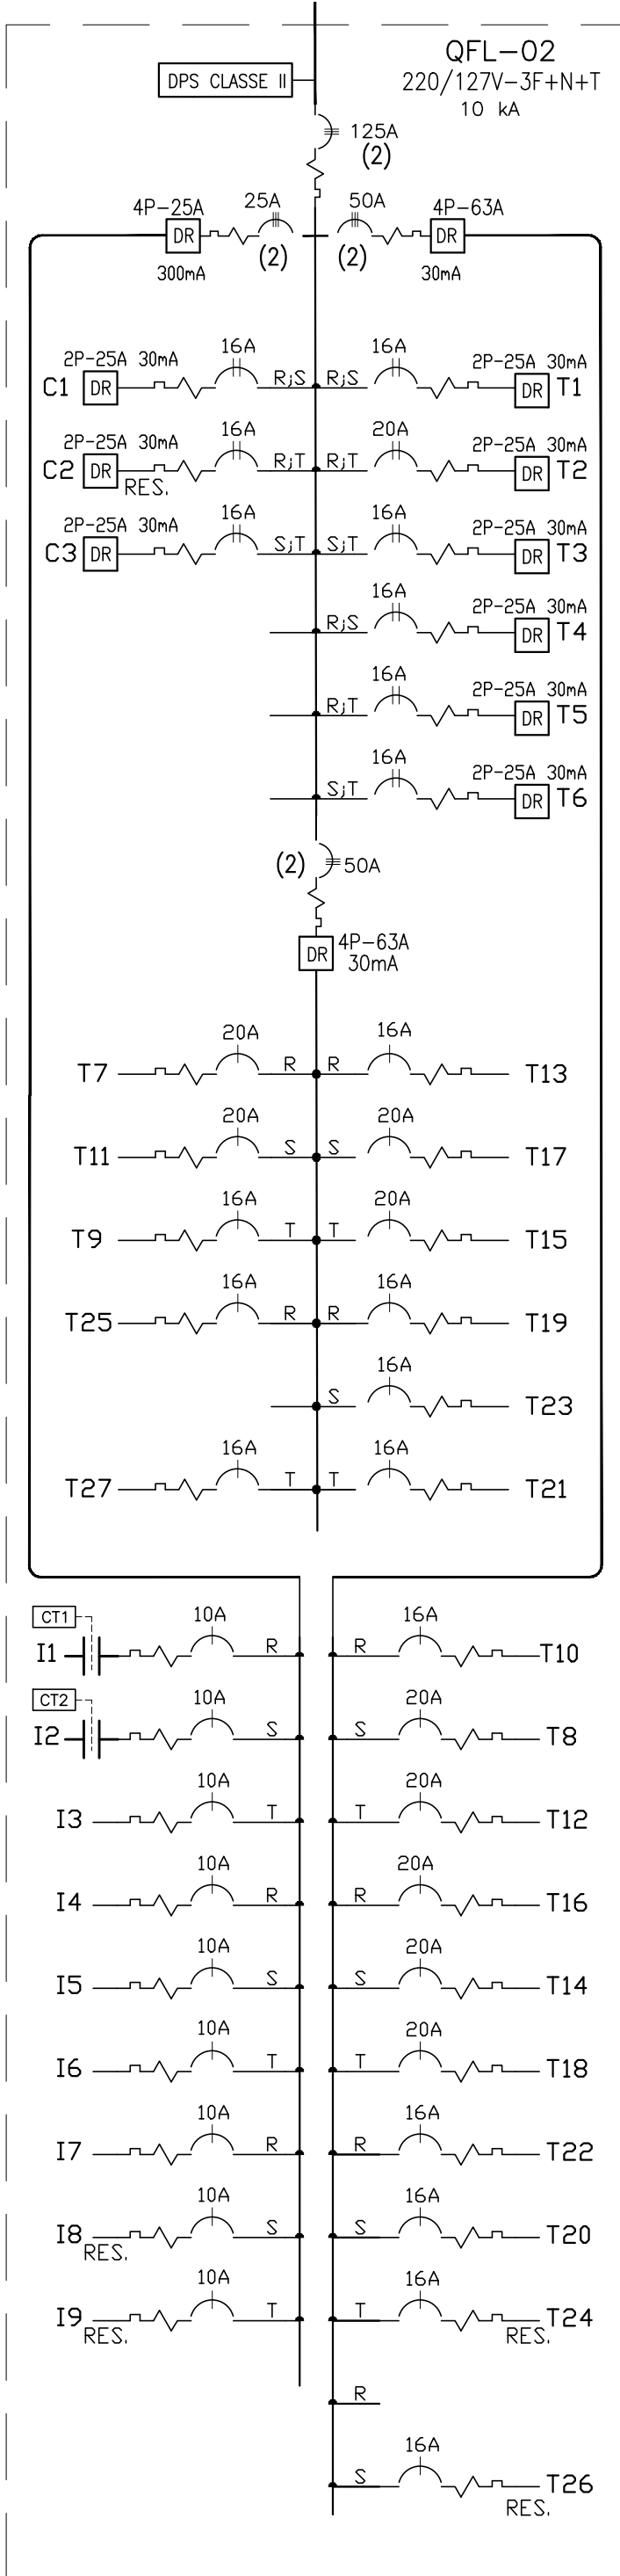 QFL-02
220/127V-3F+N+T
10 kA
DPS CLASSE II
125A
(2)
4P-25A 25A 50A 4P-63A
DR DR
300mA (2) (2) 30mA
2P-25A 30mA 16A 16A 2P-25A 30mA
C1 DR R;S R;S DR T1
2P-25A 30mA 16A 20A 2P-25A 30mA
C2 DR R;T R;T DR T2
RES.
2P-25A 30mA 16A 16A 2P-25A 30mA
C3 DR S;T S;T DR T3
16A 2P-25A 30mA
R;S DR T4
16A 2P-25A 30mA
R;T DR T5
16A 2P-25A 30mA
S;T DR T6
(2) 50A
DR 4P-63A
30mA
20A 16A
T7 R R T13
20A 20A
T11 S S T17
16A 20A
T9 T T T15
16A 16A
T25 R R T19
16A
S T23
16A 16A
T27 T T T21
CT1 10A 16A
I1 R R T10
CT2 10A 20A
I2 S S T8
10A 20A
I3 T T T12
10A 20A
I4 R R T16
10A 20A
I5 S S T14
10A 20A
I6 T T T18
10A 16A
I7 R R T22
10A 16A
I8 S S T20
RES.
10A 16A
I9 T T T24
RES. RES.
R
16A
S T26
RES.